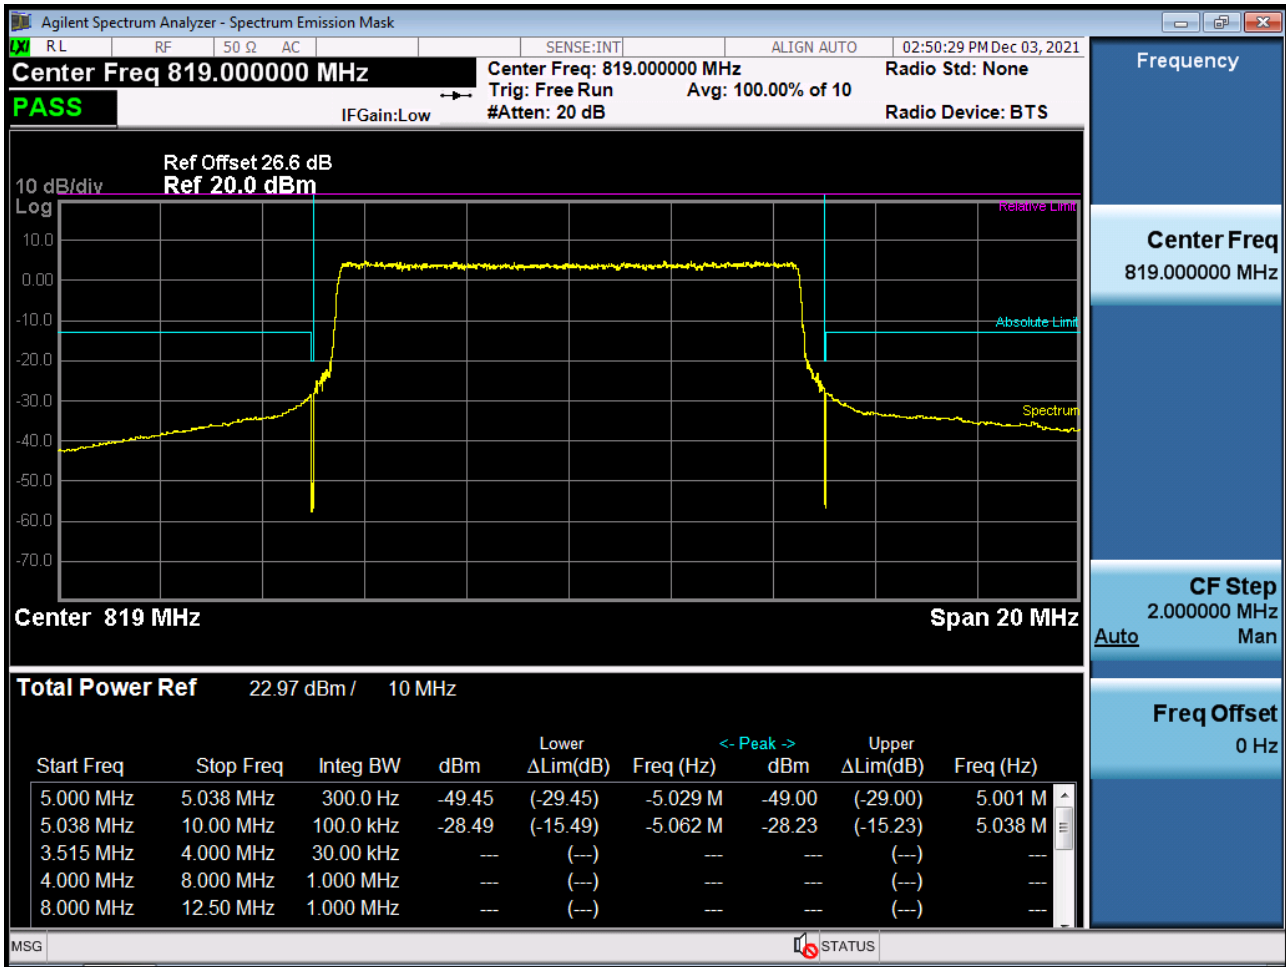 Agilent Spectrum Analyzer - Spectrum Emission Mask
LXI RL RF 50 Ω AC SENSE:INT ALIGN AUTO 02:50:29 PM Dec 03, 2021
Center Freq 819.000000 MHz
Center Freq: 819.000000 MHz
Radio Std: None
Trig: Free Run Avg: 100.00% of 10
PASS
IFGain:Low
#Atten: 20 dB
Radio Device: BTS
Ref Offset 26.6 dB
10 dB/div Ref 20.0 dBm
Log
Relative Limit
10.0
0.00
-10.0
Absolute Limit
-20.0
-30.0
Spectrum
-40.0
-50.0
-60.0
-70.0
Center 819 MHz Span 20 MHz
Total Power Ref 22.97 dBm / 10 MHz
Lower <- Peak -> Upper
Start Freq Stop Freq Integ BW dBm ΔLim(dB) Freq (Hz) dBm ΔLim(dB) Freq (Hz)
5.000 MHz 5.038 MHz 300.0 Hz -49.45 (-29.45) -5.029 M -49.00 (-29.00) 5.001 M
5.038 MHz 10.00 MHz 100.0 kHz -28.49 (-15.49) -5.062 M -28.23 (-15.23) 5.038 M
3.515 MHz 4.000 MHz 30.00 kHz --- (---) --- --- (---) ---
4.000 MHz 8.000 MHz 1.000 MHz --- (---) --- --- (---) ---
8.000 MHz 12.50 MHz 1.000 MHz --- (---) --- --- (---) ---
MSG STATUS
Frequency
Center Freq
819.000000 MHz
CF Step
2.000000 MHz
Auto Man
Freq Offset
0 Hz